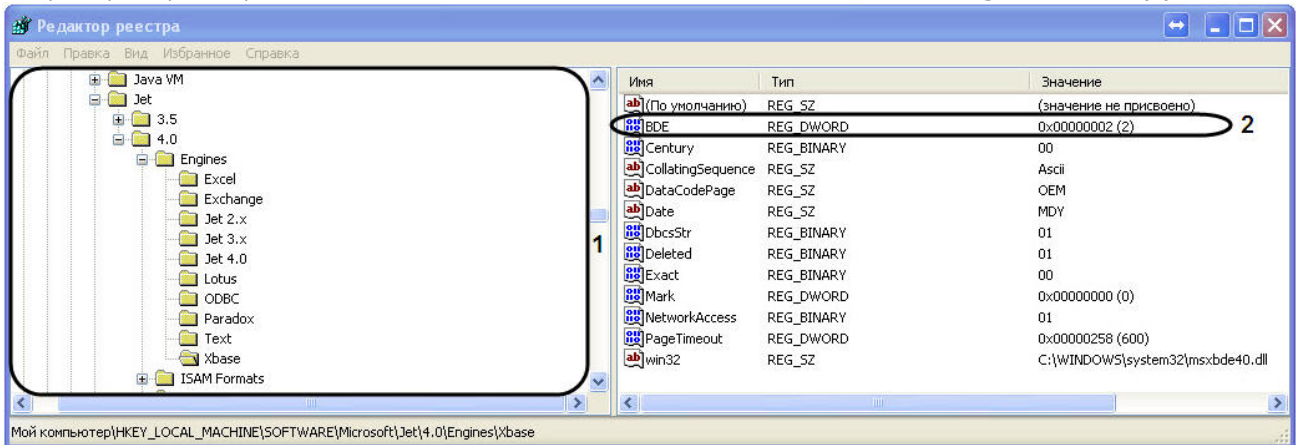 Редактор реестра
Файл Правка Вид Избранное Справка
Java VM
Jet
3.5
4.0
Engines
Excel
Exchange
Jet 2.x
Jet 3.x
Jet 4.0
Lotus
ODBC
Paradox
Text
Xbase
ISAM Formats
1
Имя Тип Значение
(По умолчанию) REG_SZ (значение не присвоено)
BDE REG_DWORD 0x00000002 (2)
2
Century REG_BINARY 00
CollatingSequence REG_SZ Ascii
DataCodePage REG_SZ OEM
Date REG_SZ MDY
DbcsStr REG_BINARY 01
Deleted REG_BINARY 01
Exact REG_BINARY 00
Mark REG_DWORD 0x00000000 (0)
NetworkAccess REG_BINARY 01
PageTimeout REG_DWORD 0x00000258 (600)
win32 REG_SZ C:\WINDOWS\system32\msxbde40.dll
Мой компьютер\HKEY_LOCAL_MACHINE\SOFTWARE\Microsoft\Jet\4.0\Engines\Xbase